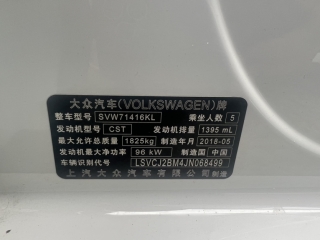 大众汽车(VOLKSWAGEN)牌
整车型号 SVW71416KL 乘坐人数 5
发动机型号 CST 发动机排量 1395 mL
最大允许总质量 1825kg 制造年月 2018-05
发动机最大净功率 96 kW 制造国 中国
车辆识别代号 LSVCJ2BM4JN068499
上汽大众汽车有限公司 制造